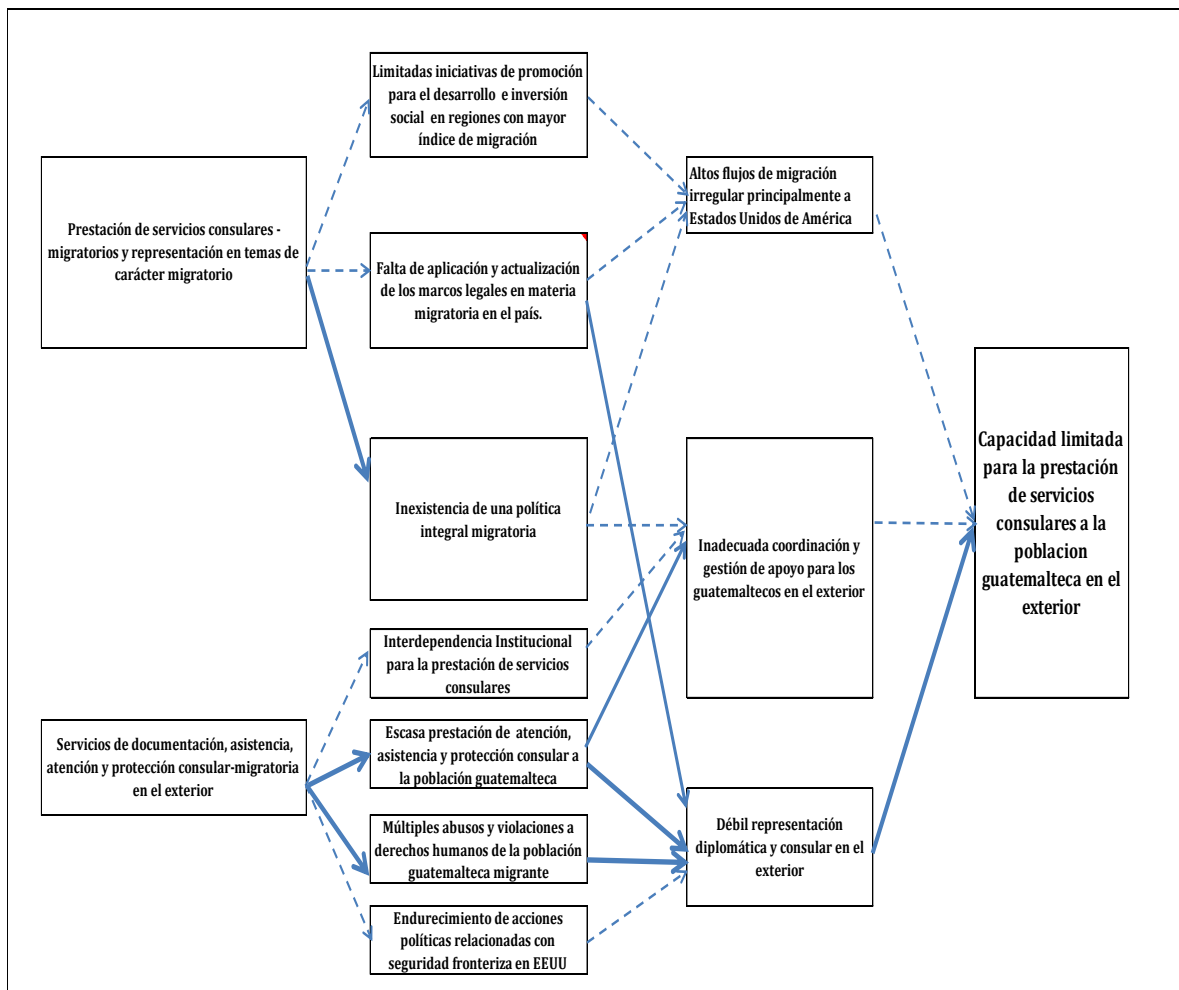 Limitadas iniciativas de promoción
para el desarrollo e inversión
social en regiones con mayor
índice de migración
Prestación de servicios consulares -
migratorios y representación en temas de
carácter migratorio
Altos flujos de migración
irregular principalmente a
Estados Unidos de América
Falta de aplicación y actualización
de los marcos legales en materia
migratoria en el país.
Inexistencia de una política
integral migratoria
Inadecuada coordinación y
gestión de apoyo para los
guatemaltecos en el exterior
Capacidad limitada
para la prestación
de servicios
consulares a la
poblacion
guatemalteca en el
exterior
Interdependencia Institucional
para la prestación de servicios
consulares
Servicios de documentación, asistencia,
atención y protección consular-migratoria
en el exterior
Escasa prestación de atención,
asistencia y protección consular a
la población guatemalteca
Múltiples abusos y violaciones a
derechos humanos de la población
guatemalteca migrante
Débil representación
diplomática y consular en el
exterior
Endurecimiento de acciones
políticas relacionadas con
seguridad fronteriza en EEUU